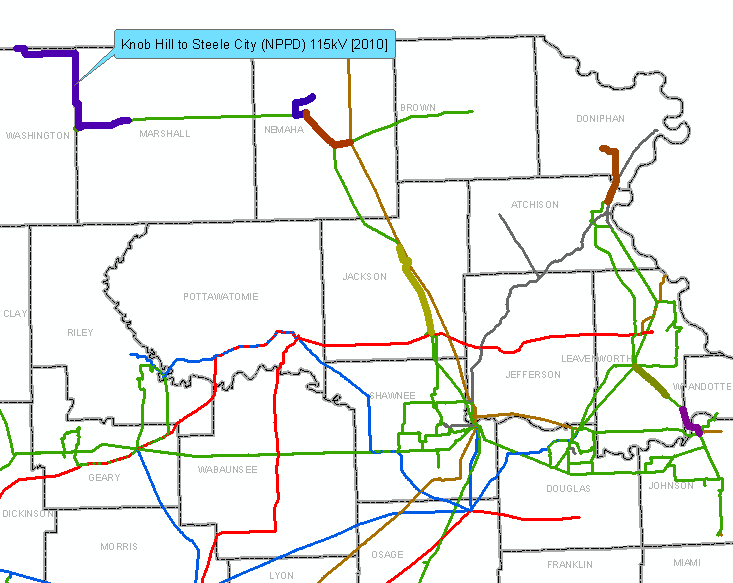 Knob Hill to Steele City (NPPD) 115kV [2010]
WASHINGTON
MARSHALL
NEMAHA
BROWN
DONIPHAN
ATCHISON
JACKSON
POTTAWATOMIE
CLAY
RILEY
JEFFERSON
LEAVENWORTH
WYANDOTTE
SHAWNEE
WABAUNSEE
GEARY
DICKINSON
DOUGLAS
JOHNSON
MORRIS
OSAGE
FRANKLIN
MIAMI
LYON